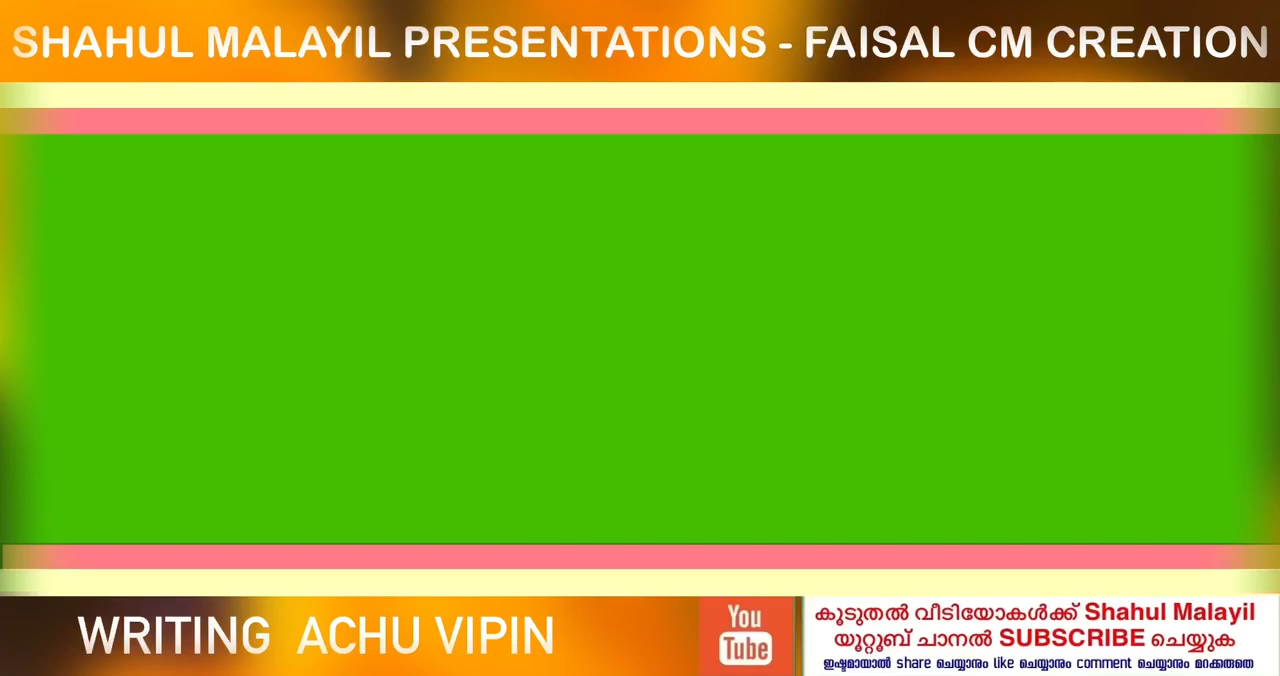 SHAHUL MALAYIL PRESENTATIONS - FAISAL CM CREATION
WRITING ACHU VIPIN
You
Tube
കൂടുതൽ വീടിയോകൾക്ക് Shahul Malayil
യൂറ്റൂബ് ചാനൽ SUBSCRIBE ചെയ്യുക
ഇഷ്ടമായാൽ share ചെയ്യാനും like ചെയ്യാനും comment ചെയ്യാനും മറക്കരുതെ